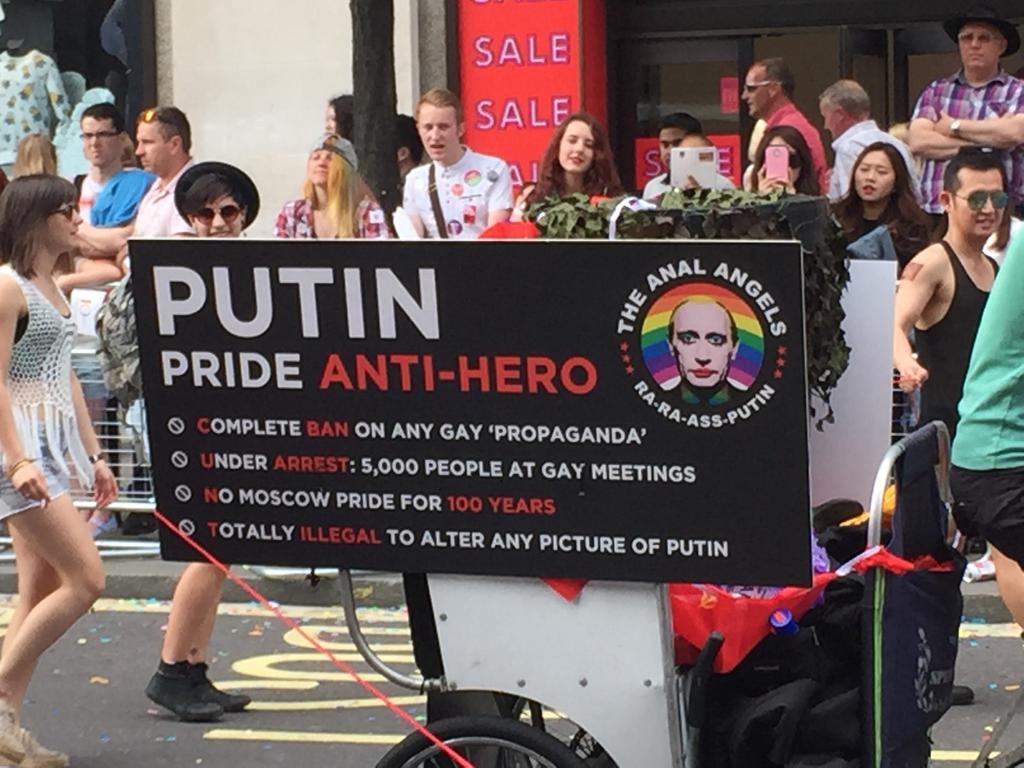 SALE
SALE
SALE
PUTIN
PRIDE ANTI-HERO
COMPLETE BAN ON ANY GAY 'PROPAGANDA'
UNDER ARREST: 5,000 PEOPLE AT GAY MEETINGS
NO MOSCOW PRIDE FOR 100 YEARS
TOTALLY ILLEGAL TO ALTER ANY PICTURE OF PUTIN
THE ANAL ANGELS
RA-RA-ASS-PUTIN